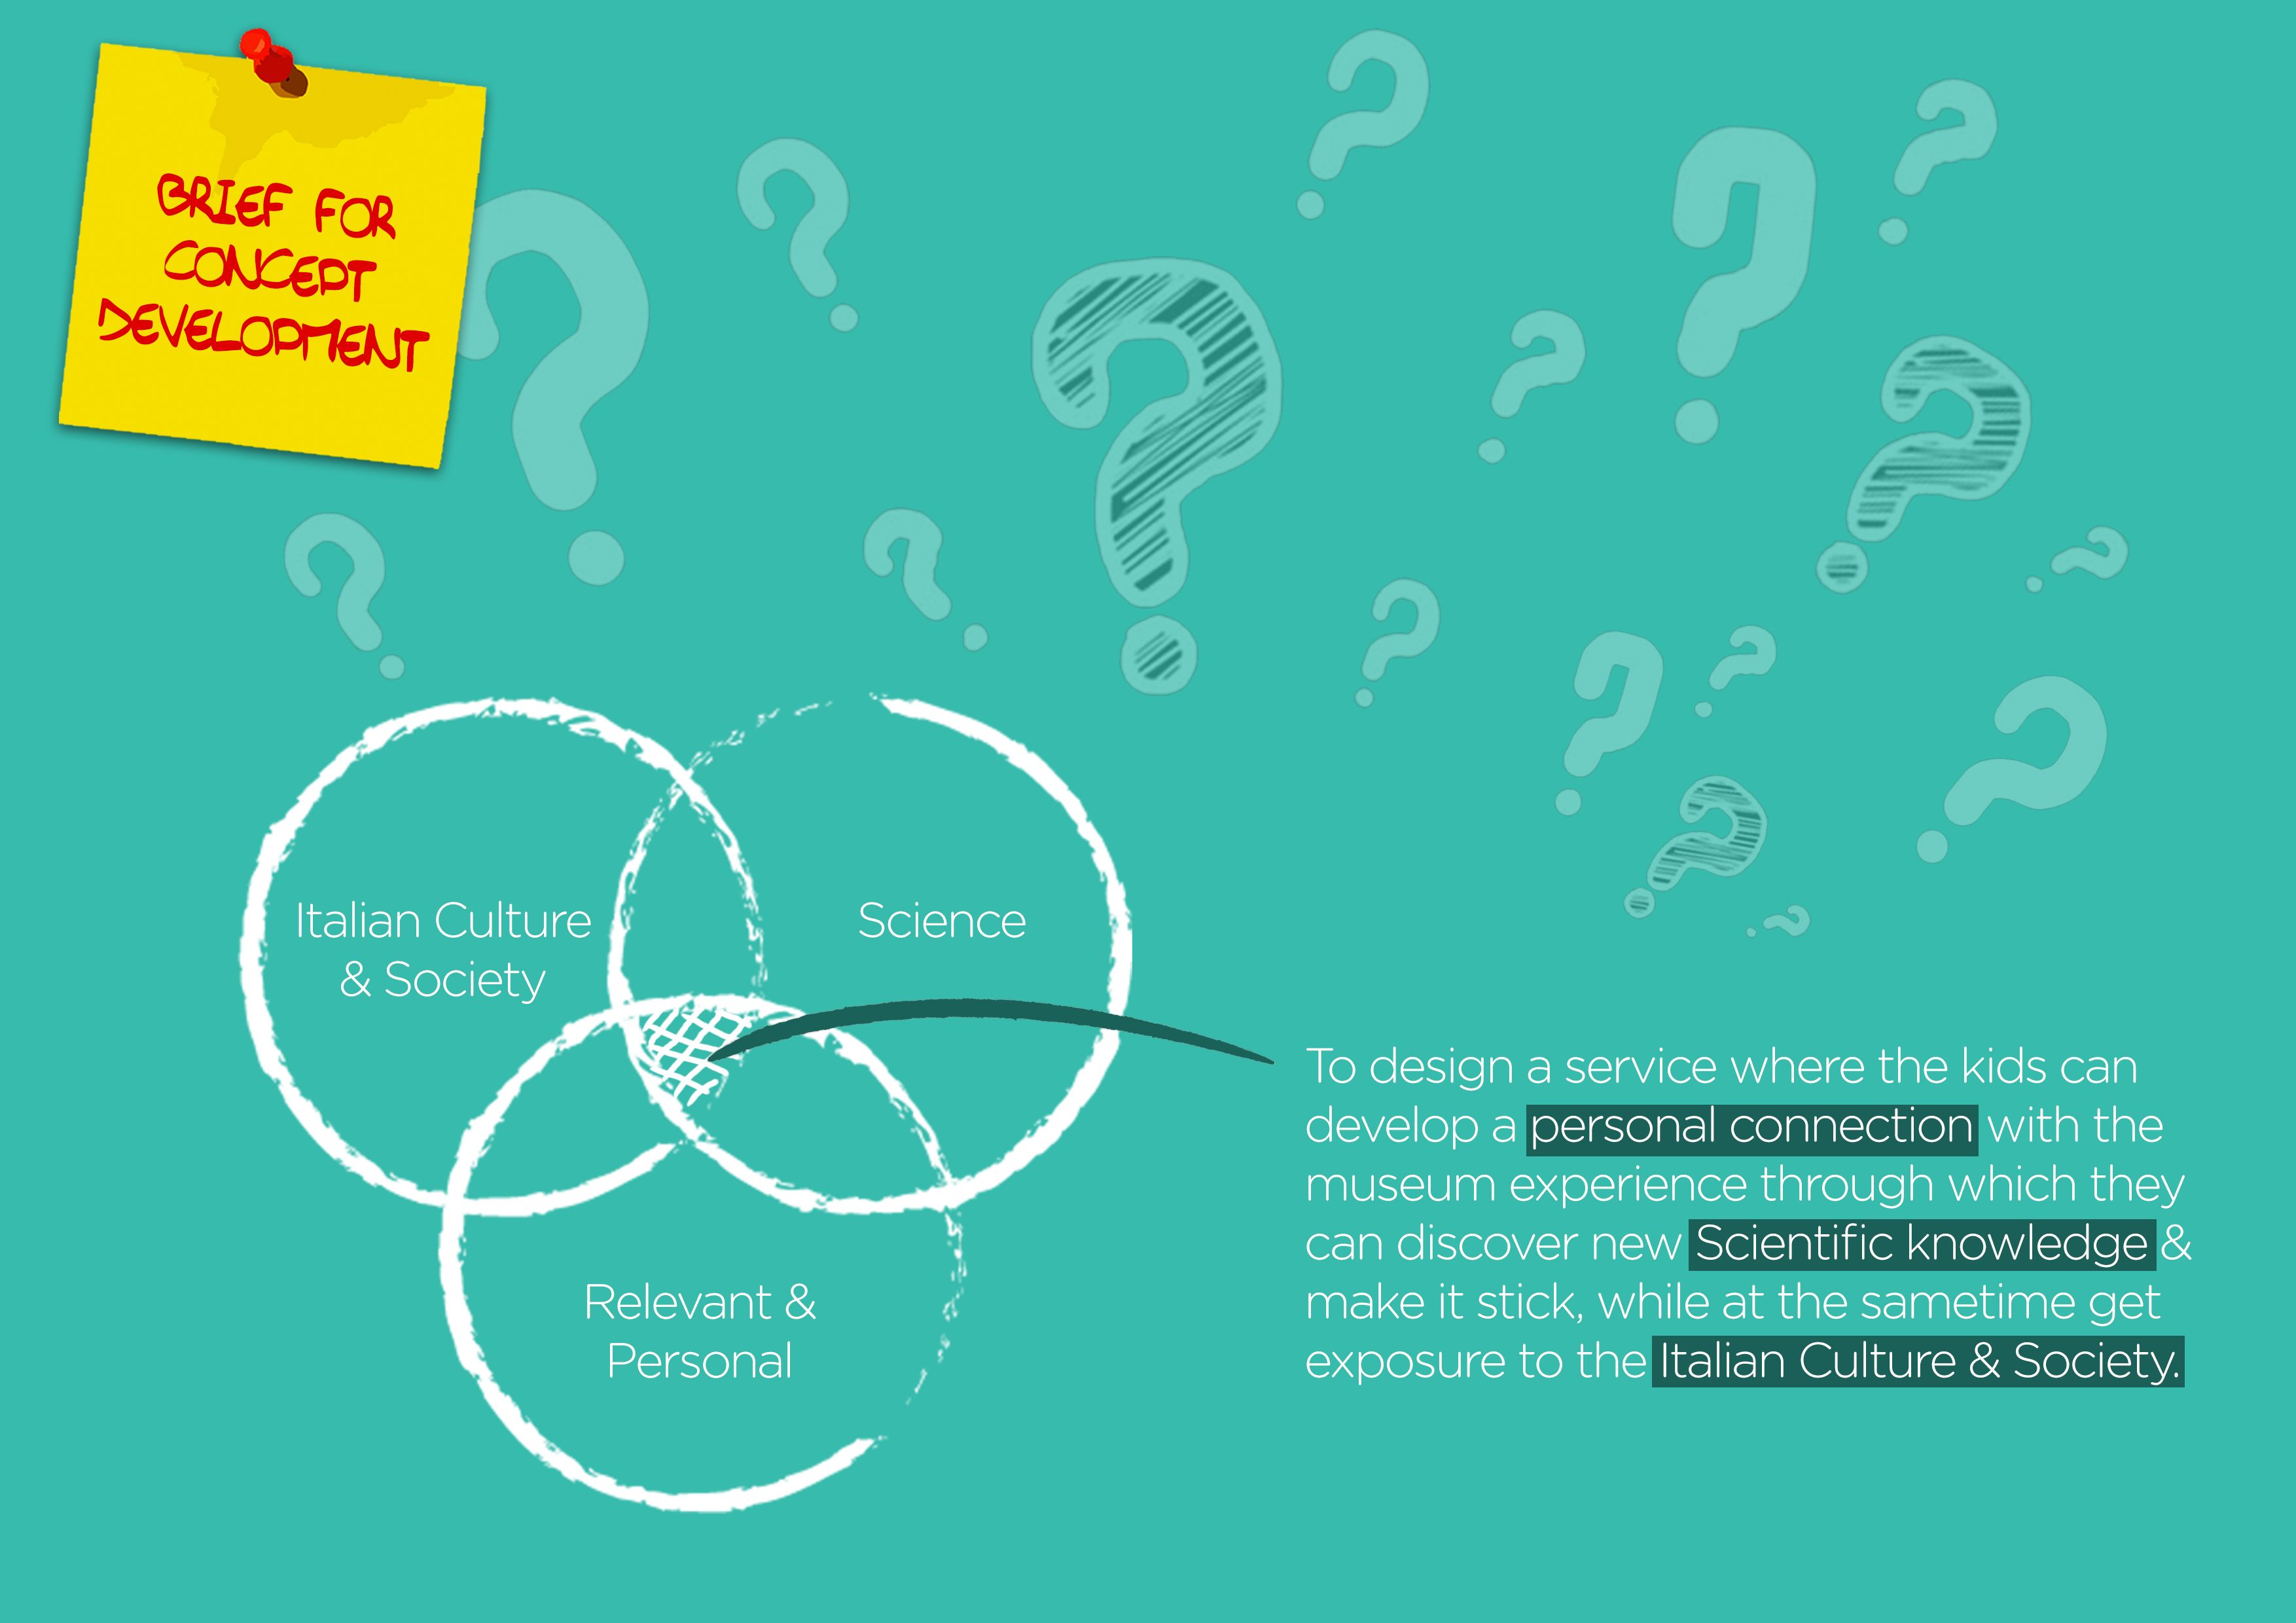 BRIEF FOR
CONCEPT
DEVELOPMENT
Italian Culture
& Society
Science
Relevant &
Personal
To design a service where the kids can
develop a personal connection with the
museum experience through which they
can discover new Scientific knowledge &
make it stick, while at the sametime get
exposure to the Italian Culture & Society.